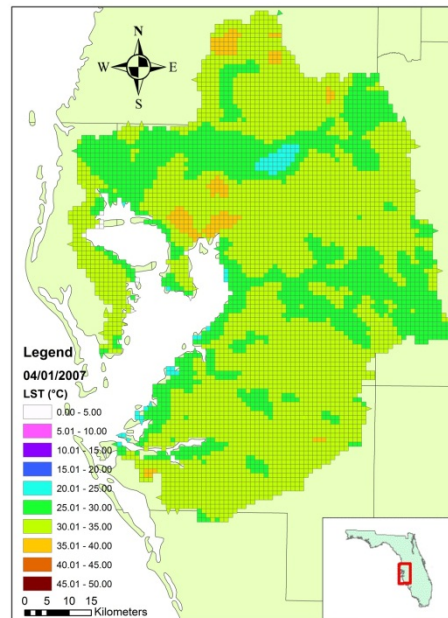 N
W E
S
Legend
04/01/2007
LST (°C)
0.00 - 5.00
5.01 - 10.00
10.01 - 15.00
15.01 - 20.00
20.01 - 25.00
25.01 - 30.00
30.01 - 35.00
35.01 - 40.00
40.01 - 45.00
45.01 - 50.00
0 5 10 15
Kilometers